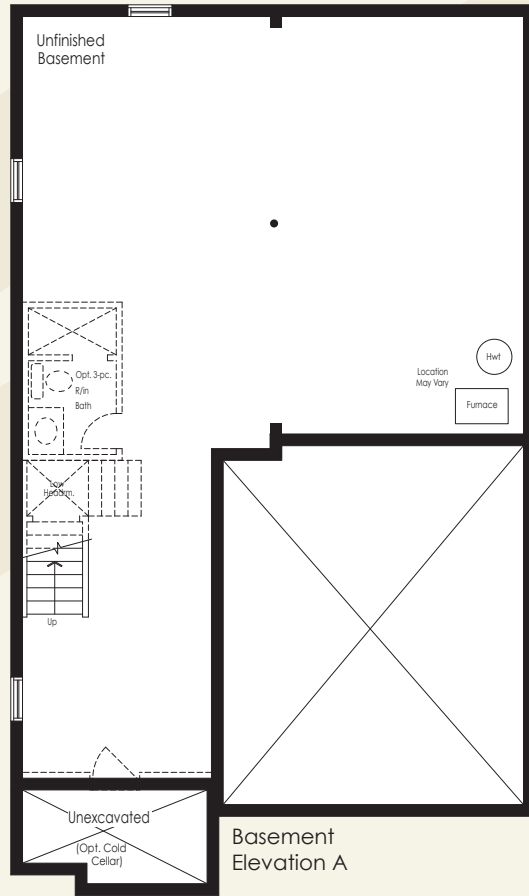 Unfinished
Basement
Hwt
Location
May Vary
Furnace
Opt. 3-pc.
R/in
Bath
Low
Headrm.
Up
Unexcavated
(Opt. Cold
Cellar)
Basement
Elevation A